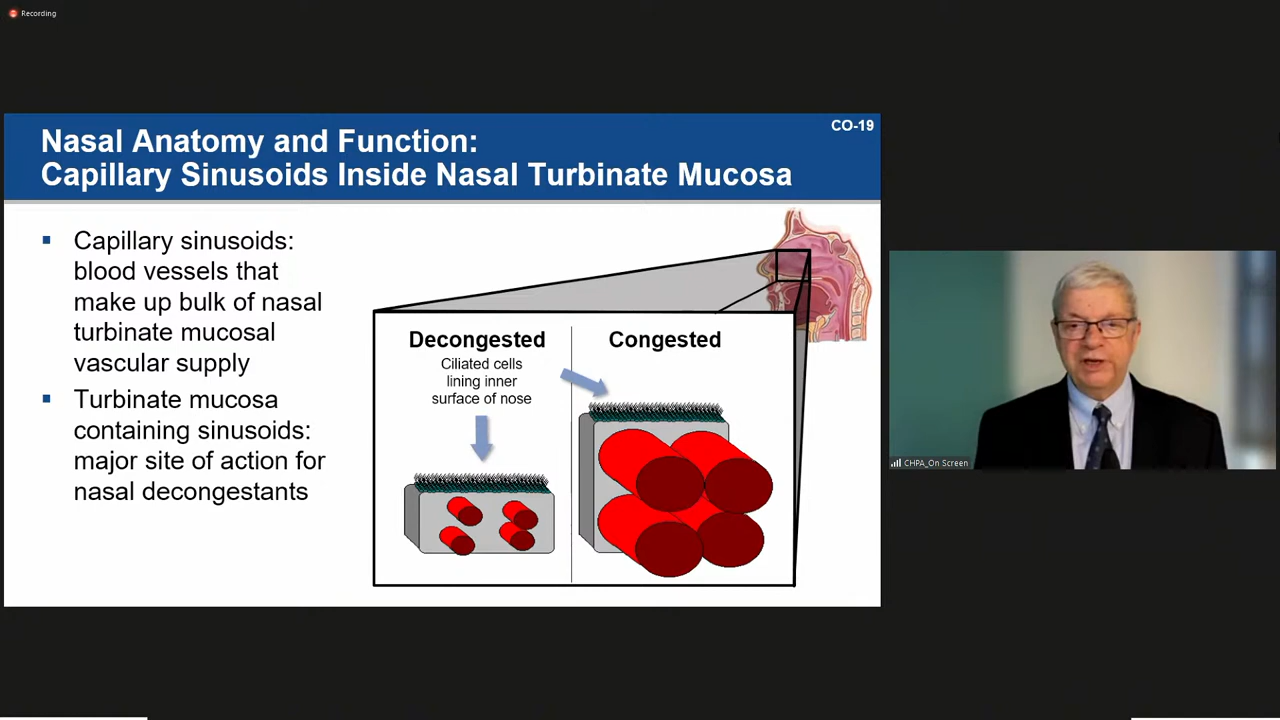 Recording
CO-19
Nasal Anatomy and Function:
Capillary Sinusoids Inside Nasal Turbinate Mucosa
Capillary sinusoids:
blood vessels that
make up bulk of nasal
turbinate mucosal
vascular supply
Turbinate mucosa
containing sinusoids:
major site of action for
nasal decongestants
Decongested
Ciliated cells
lining inner
surface of nose
Congested
CHPA_On Screen